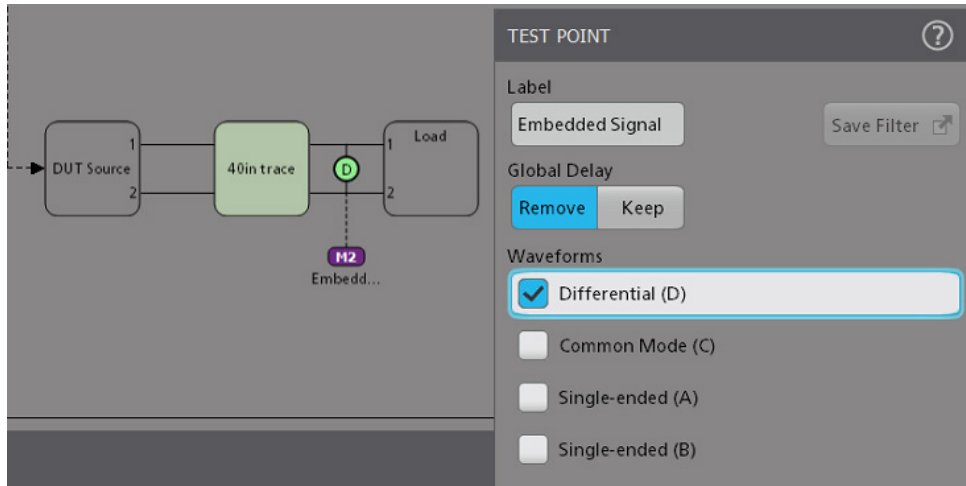 DUT Source
1
2
40in trace
D
1
2
Load
M2
Embedd...
TEST POINT
?
Label
Embedded Signal
Save Filter
Global Delay
Remove Keep
Waveforms
Differential (D)
Common Mode (C)
Single-ended (A)
Single-ended (B)